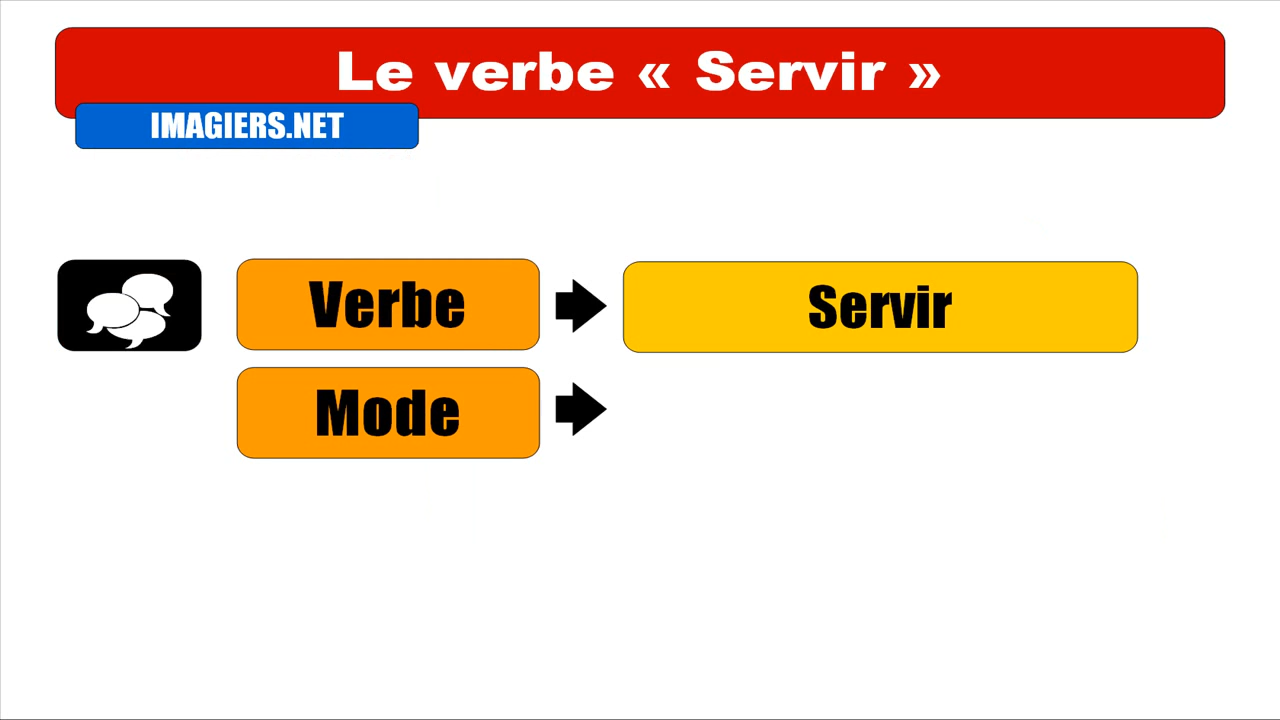 Le verbe « Servir »
IMAGIERS.NET
Verbe
Servir
Mode